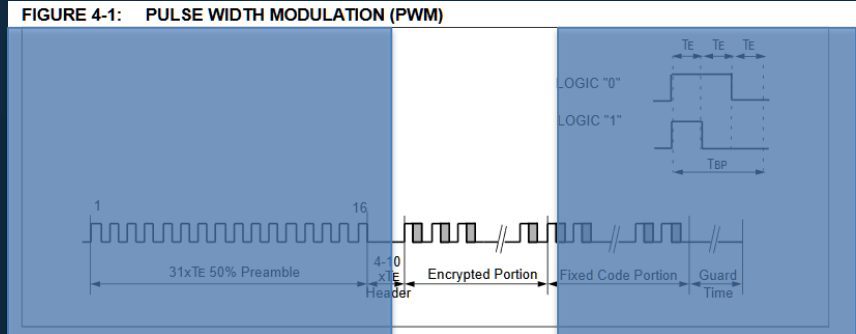 FIGURE 4-1: PULSE WIDTH MODULATION (PWM)
TE TE TE
LOGIC "0"
LOGIC "1"
TBP
1 16
31xTE 50% Preamble
4-10
xTE
Header
Encrypted Portion
Fixed Code Portion
Guard
Time